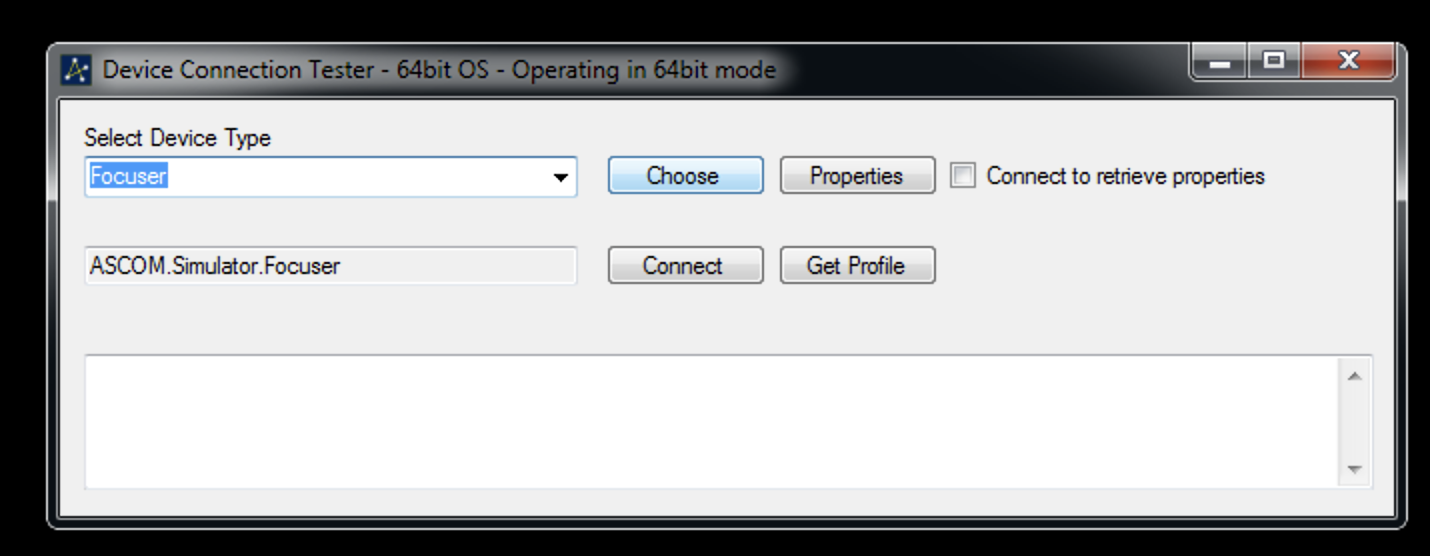 Device Connection Tester - 64bit OS - Operating in 64bit mode
Select Device Type
Focuser Choose Properties Connect to retrieve properties
ASCOM.Simulator.Focuser Connect Get Profile